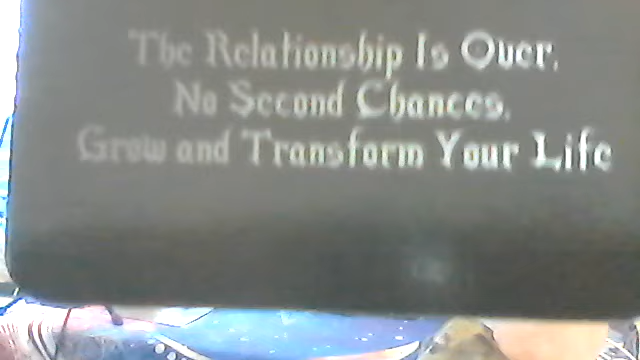 The Relationship Is Over.
No Second Chances.
Grow and Transform Your Life